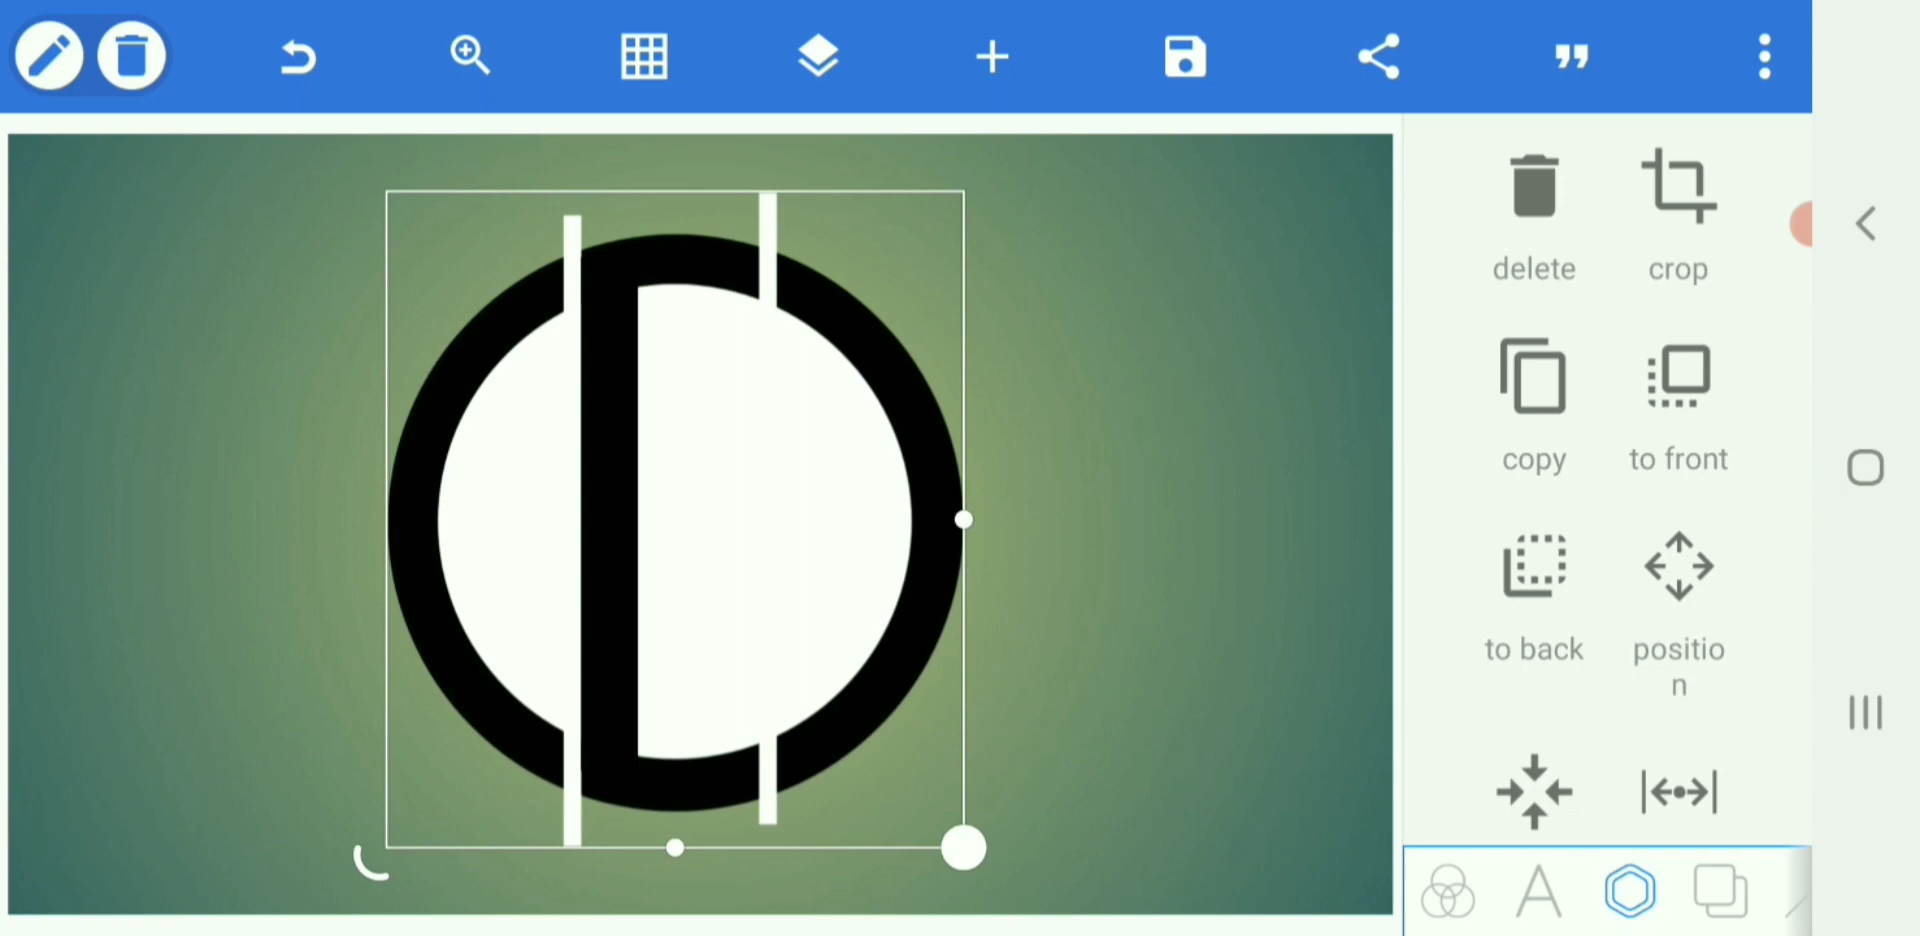 delete
crop
copy
to front
to back
positio
n